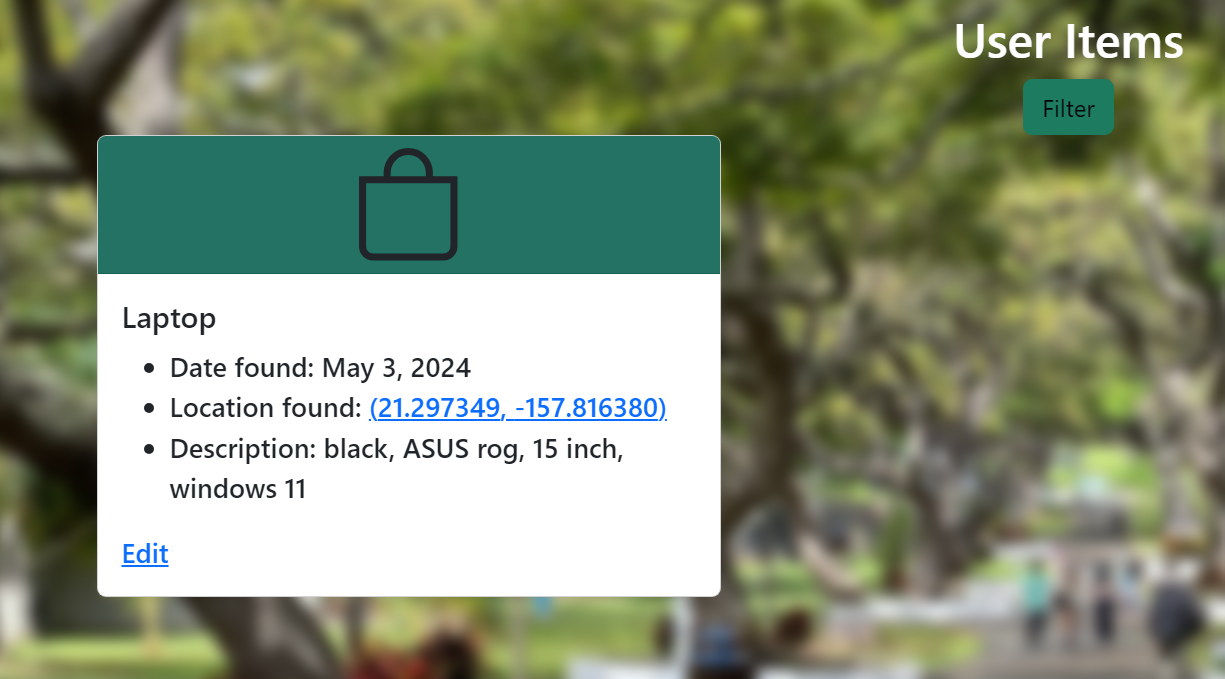 User Items
Filter
Laptop
Date found: May 3, 2024
Location found: (21.297349, -157.816380)
Description: black, ASUS rog, 15 inch,
windows 11
Edit